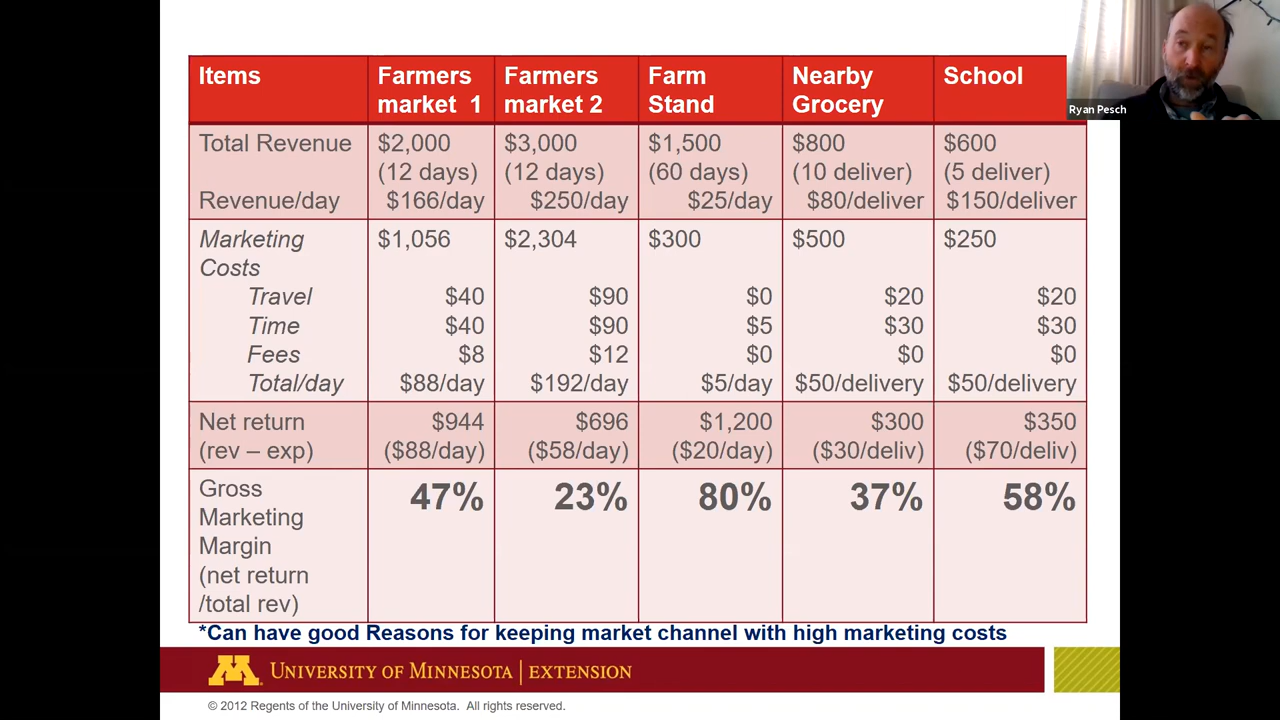 Items
Farmers market 1
Farmers market 2
Farm Stand
Nearby Grocery
School
Ryan Pesch
Total Revenue
Revenue/day
$2,000
(12 days)
$166/day
$3,000
(12 days)
$250/day
$1,500
(60 days)
$25/day
$800
(10 deliver)
$80/deliver
$600
(5 deliver)
$150/deliver
Marketing
Costs
Travel
Time
Fees
Total/day
$1,056
$40
$40
$8
$88/day
$2,304
$90
$90
$12
$192/day
$300
$0
$5
$0
$5/day
$500
$20
$30
$0
$50/delivery
$250
$20
$30
$0
$50/delivery
Net return
(rev – exp)
$944
($88/day)
$696
($58/day)
$1,200
($20/day)
$300
($30/deliv)
$350
($70/deliv)
Gross
Marketing
Margin
(net return
/total rev)
47%
23%
80%
37%
58%
*Can have good Reasons for keeping market channel with high marketing costs
M UNIVERSITY OF MINNESOTA | EXTENSION
© 2012 Regents of the University of Minnesota. All rights reserved.